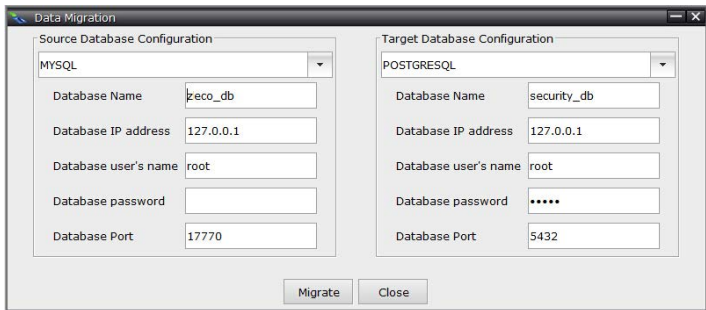 Data Migration
Source Database Configuration
MYSQL
Database Name zeco_db
Database IP address 127.0.0.1
Database user's name root
Database password
Database Port 17770
Target Database Configuration
POSTGRESQL
Database Name security_db
Database IP address 127.0.0.1
Database user's name root
Database password •••••
Database Port 5432
Migrate Close